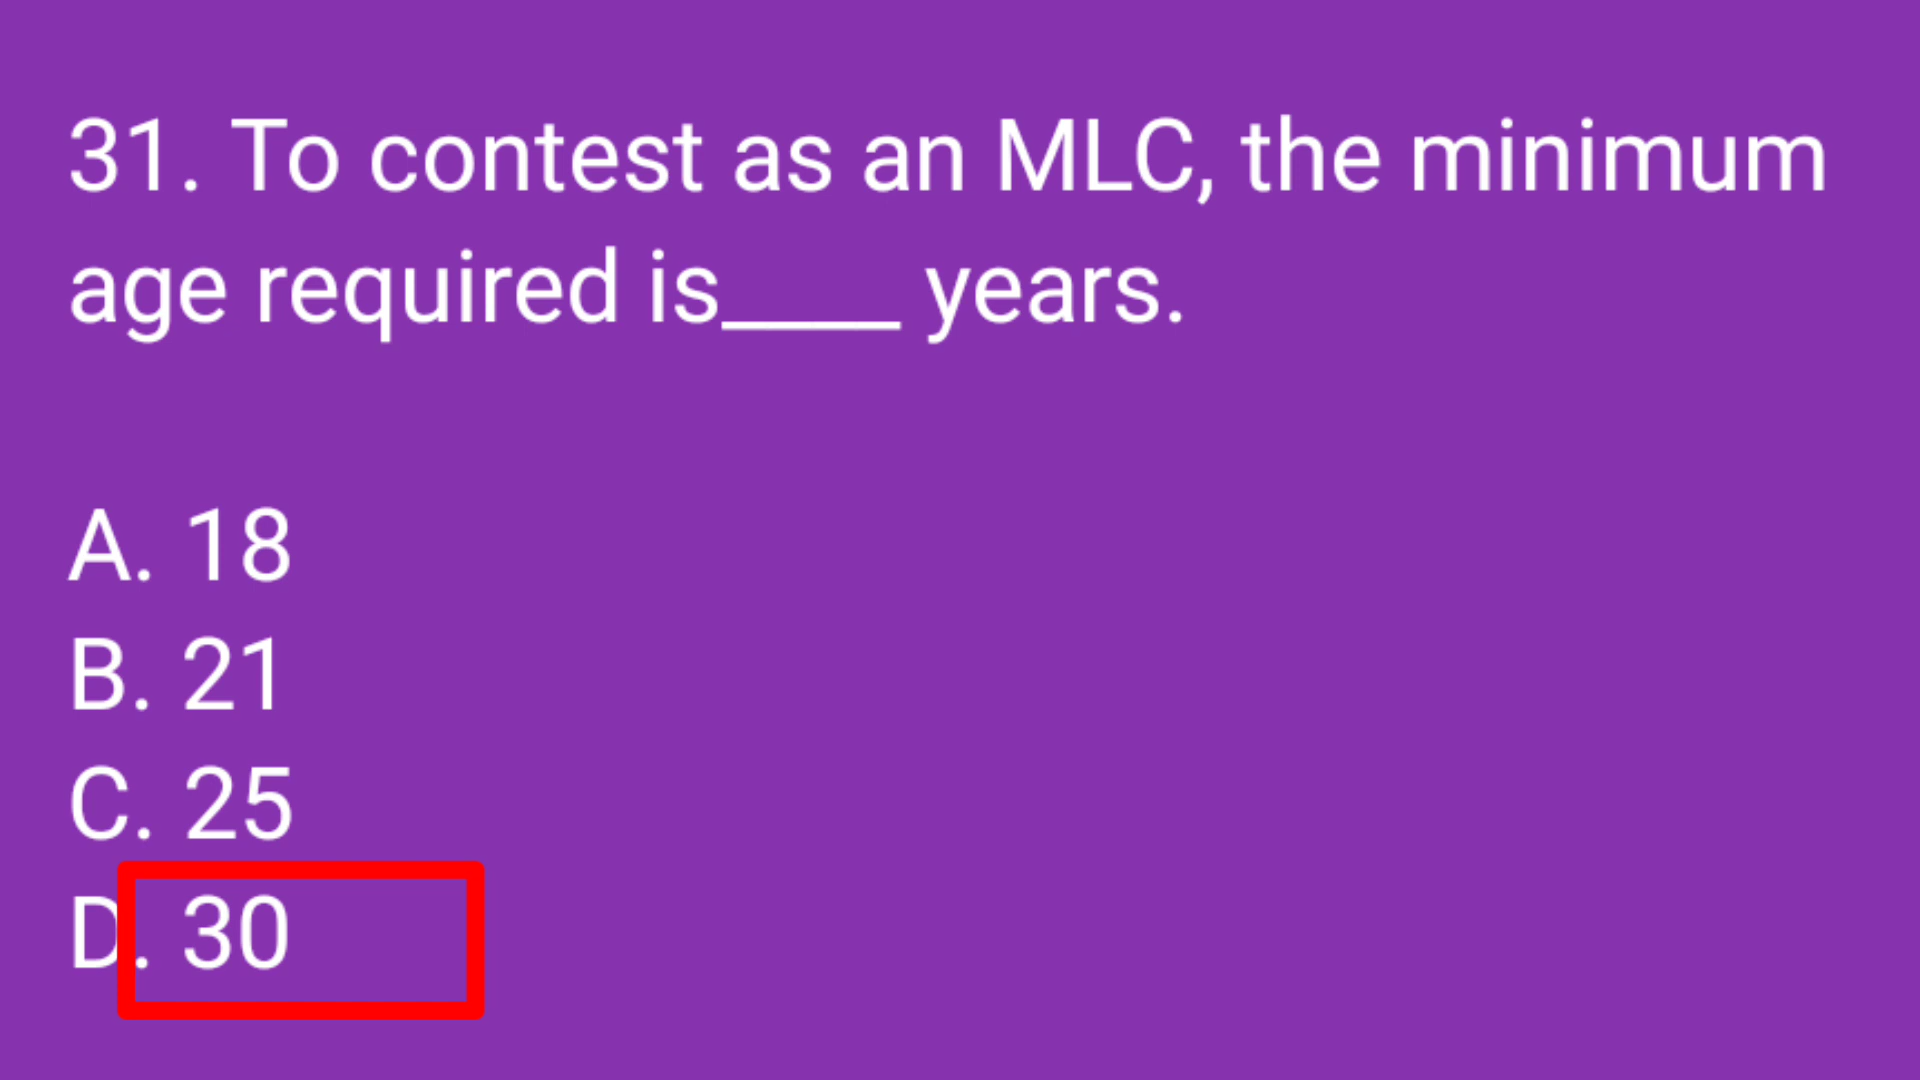 31. To contest as an MLC, the minimum
age required is____ years.
A. 18
B. 21
C. 25
D. 30